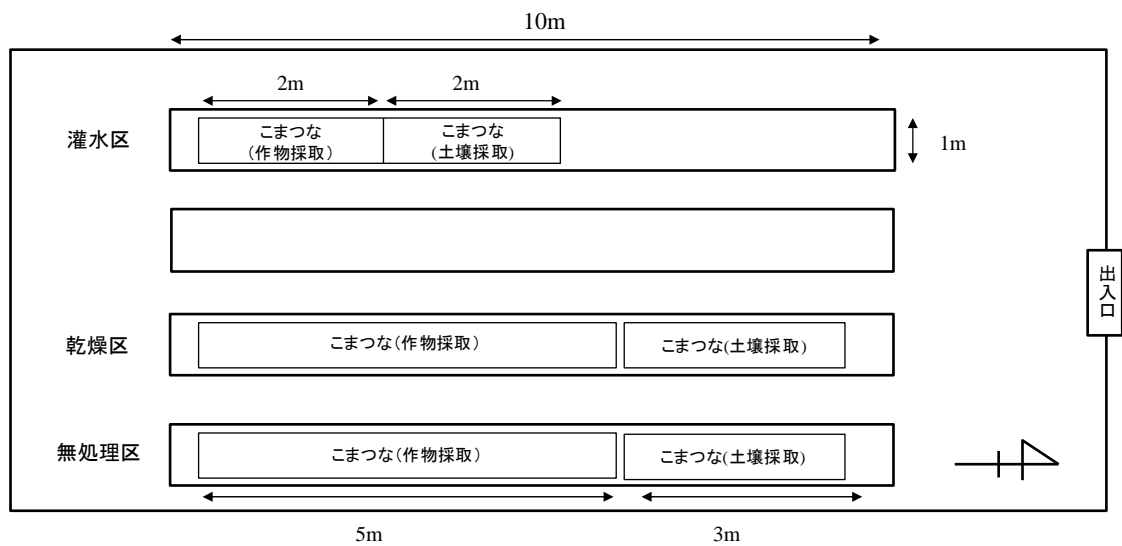 10m
2m
2m
灌水区
こまつな
(作物採取)
こまつな
(土壌採取)
1m
出入口
乾燥区
こまつな(作物採取)
こまつな(土壌採取)
無処理区
こまつな(作物採取)
こまつな(土壌採取)
5m
3m